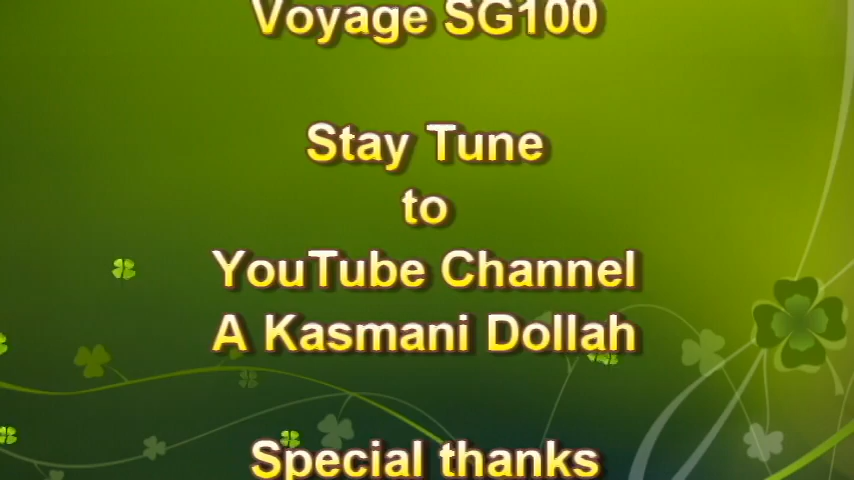 Voyage SG100
Stay Tune
to
YouTube Channel
A Kasmani Dollah
Special thanks